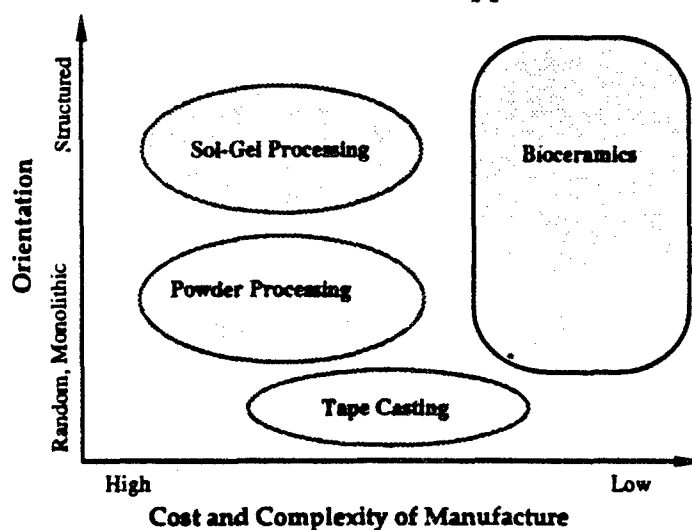 Structured
Sol-Gel Processing
Bioceramics
Orientation
Powder Processing
Random, Monolithic
Tape Casting
High
Low
Cost and Complexity of Manufacture